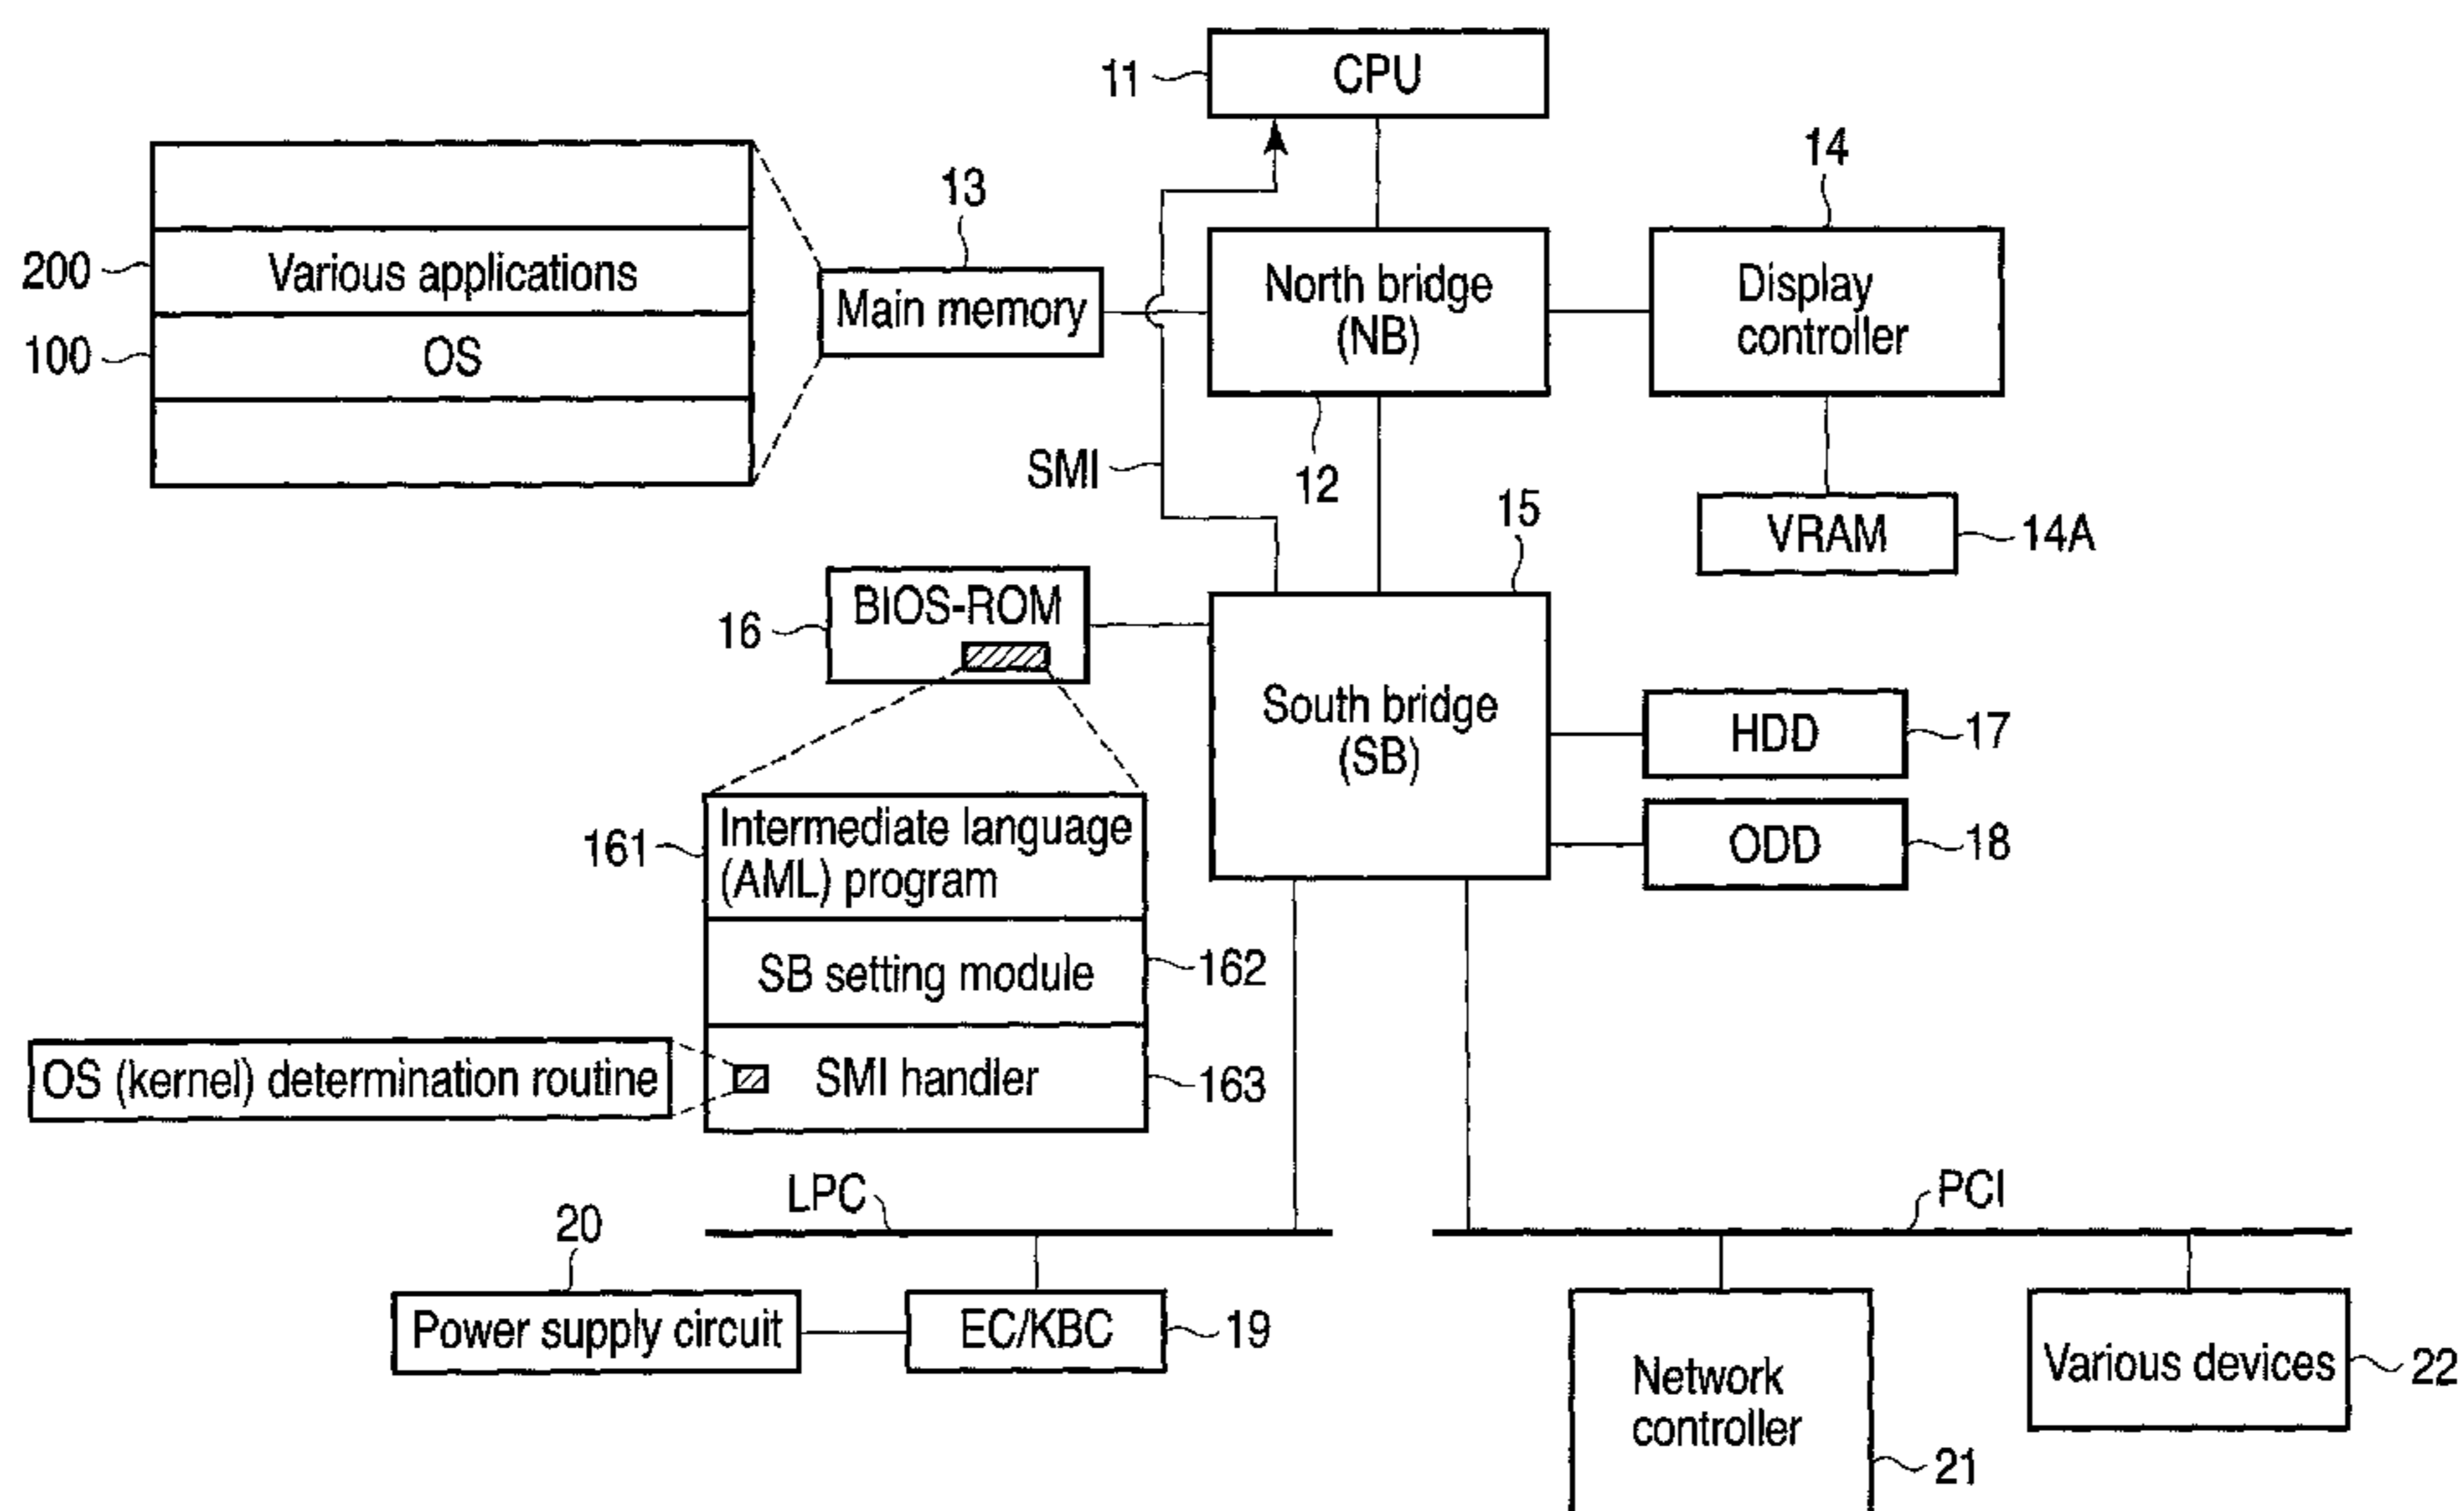 CPU
11
14
13
200
Various applications
Main memory
North bridge
(NB)
Display
controller
100
OS
SMI
12
15
VRAM
14A
BIOS-ROM
16
South bridge
(SB)
HDD
17
ODD
18
161
Intermediate language
(AML) program
SB setting module
162
OS (kernel) determination routine
SMI handler
163
LPC
PCI
20
Power supply circuit
EC/KBC
19
Network
controller
21
Various devices
22